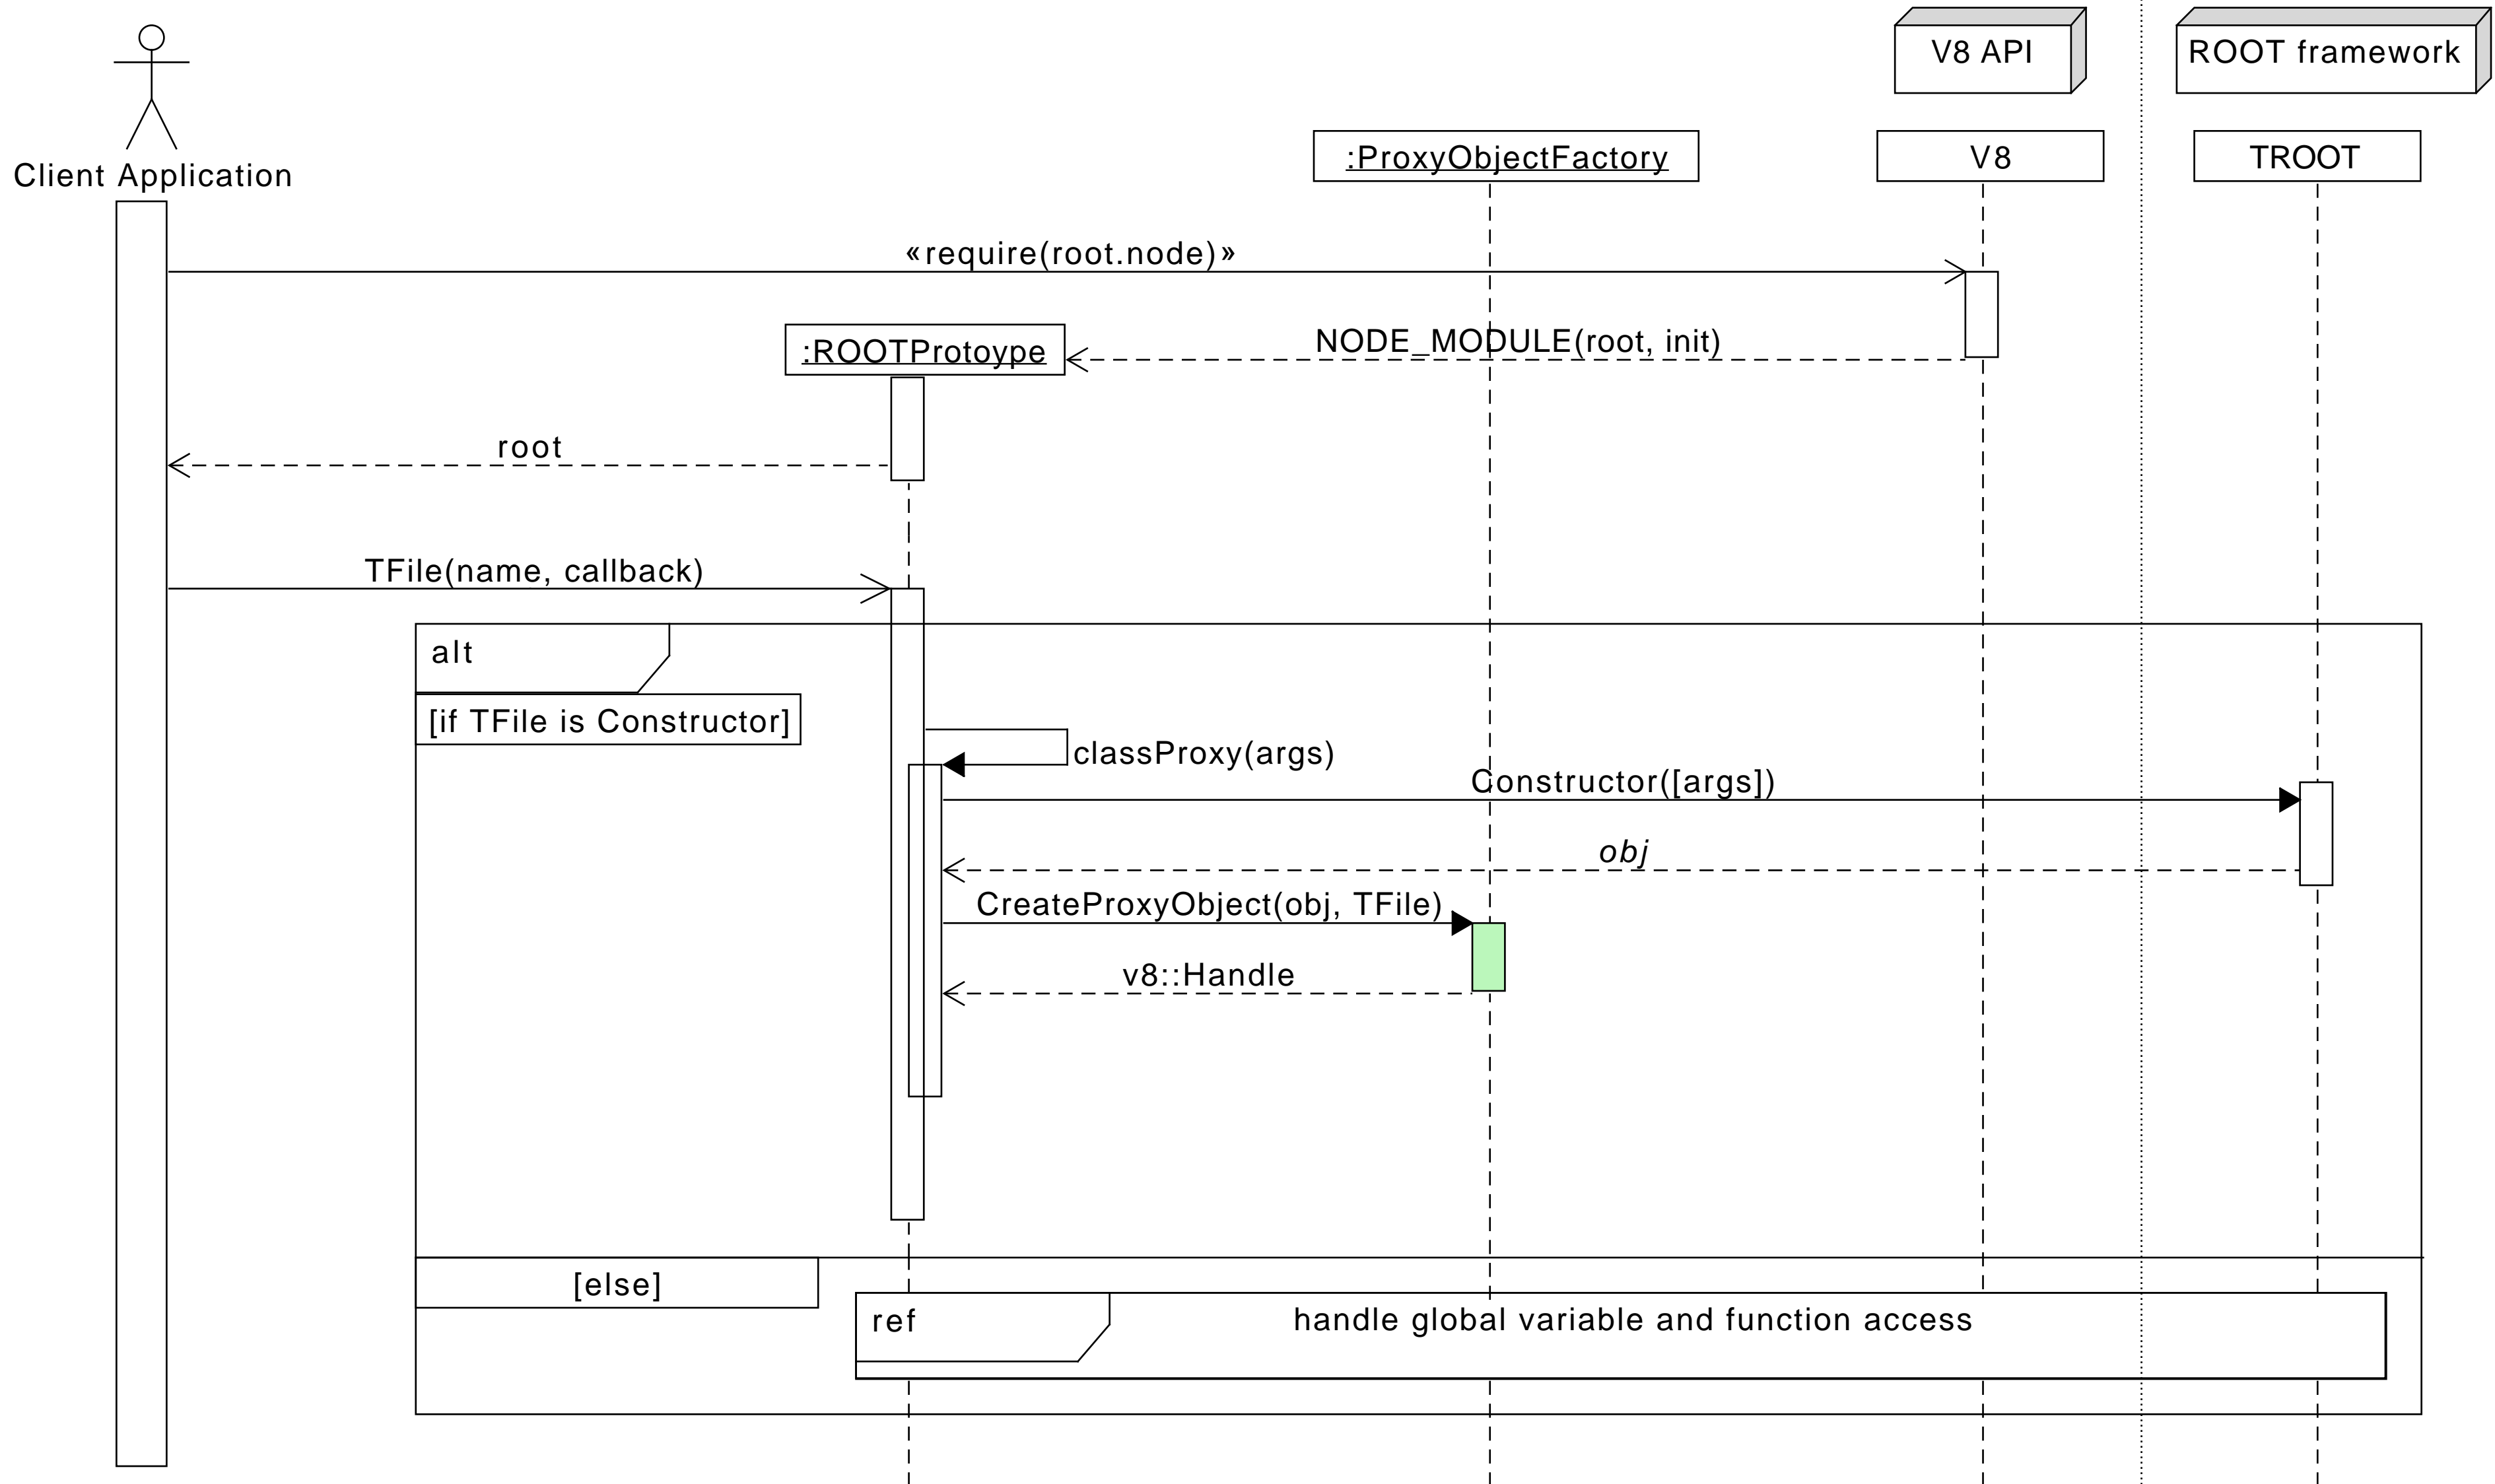 V8 API
ROOT framework
Client Application
:ProxyObjectFactory
V8
TROOT
«require(root.node)»
:ROOTProtoype
NODE_MODULE(root, init)
root
TFile(name, callback)
alt
[if TFile is Constructor]
classProxy(args)
Constructor([args])
obj
CreateProxyObject(obj, TFile)
v8::Handle
[else]
ref
handle global variable and function access